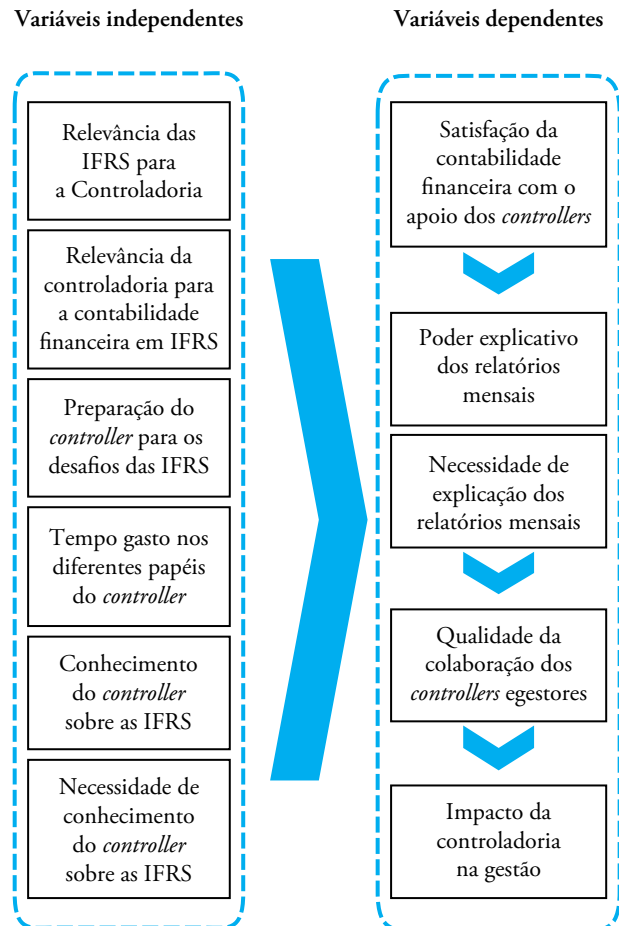 Variáveis independentes
Relevância das
IFRS para
a Controladoria
Relevância da
controladoria para
a contabilidade
financeira em IFRS
Preparação do
controller para os
desafios das IFRS
Tempo gasto nos
diferentes papéis
do controller
Conhecimento
do controller
sobre as IFRS
Necessidade de
conhecimento
do controller
sobre as IFRS
Variáveis dependentes
Satisfação da
contabilidade
financeira com o
apoio dos controllers
Poder explicativo
dos relatórios
mensais
Necessidade de
explicação dos
relatórios mensais
Qualidade da
colaboração dos
controllers egestores
Impacto da
controladoria
na gestão